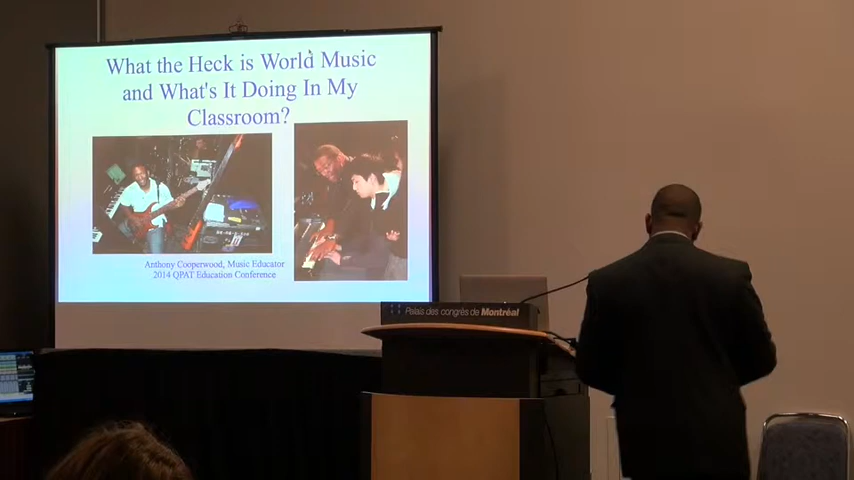 What the Heck is World Music
and What's It Doing In My
Classroom?
Anthony Cooperwood, Music Educator
2014 QPAT Education Conference
Palais des congrès de Montréal